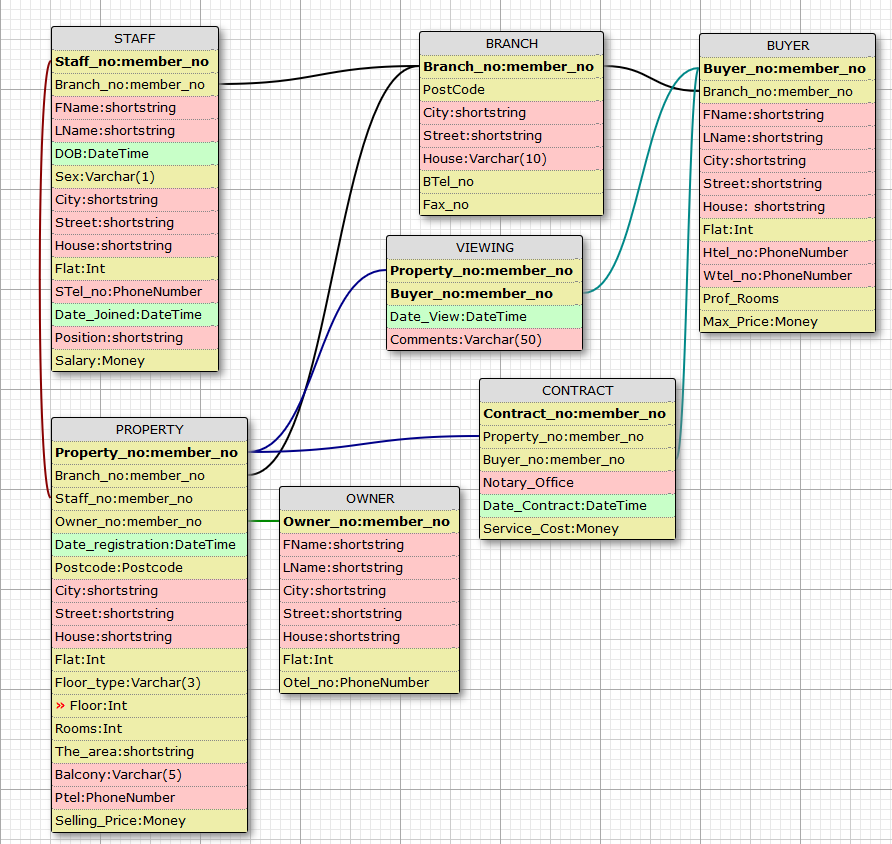 STAFF
Staff_no:member_no
Branch_no:member_no
FName:shortstring
LName:shortstring
DOB:DateTime
Sex:Varchar(1)
City:shortstring
Street:shortstring
House:shortstring
Flat:Int
STel_no:PhoneNumber
Date_Joined:DateTime
Position:shortstring
Salary:Money
BRANCH
Branch_no:member_no
PostCode
City:shortstring
Street:shortstring
House:Varchar(10)
BTel_no
Fax_no
BUYER
Buyer_no:member_no
Branch_no:member_no
FName:shortstring
LName:shortstring
City:shortstring
Street:shortstring
House: shortstring
Flat:Int
Htel_no:PhoneNumber
Wtel_no:PhoneNumber
Prof_Rooms
Max_Price:Money
VIEWING
Property_no:member_no
Buyer_no:member_no
Date_View:DateTime
Comments:Varchar(50)
CONTRACT
Contract_no:member_no
Property_no:member_no
Buyer_no:member_no
Notary_Office
Date_Contract:DateTime
Service_Cost:Money
PROPERTY
Property_no:member_no
Branch_no:member_no
Staff_no:member_no
Owner_no:member_no
Date_registration:DateTime
Postcode:Postcode
City:shortstring
Street:shortstring
House:shortstring
Flat:Int
Floor_type:Varchar(3)
» Floor:Int
Rooms:Int
The_area:shortstring
Balcony:Varchar(5)
Ptel:PhoneNumber
Selling_Price:Money
OWNER
Owner_no:member_no
FName:shortstring
LName:shortstring
City:shortstring
Street:shortstring
House:shortstring
Flat:Int
Otel_no:PhoneNumber